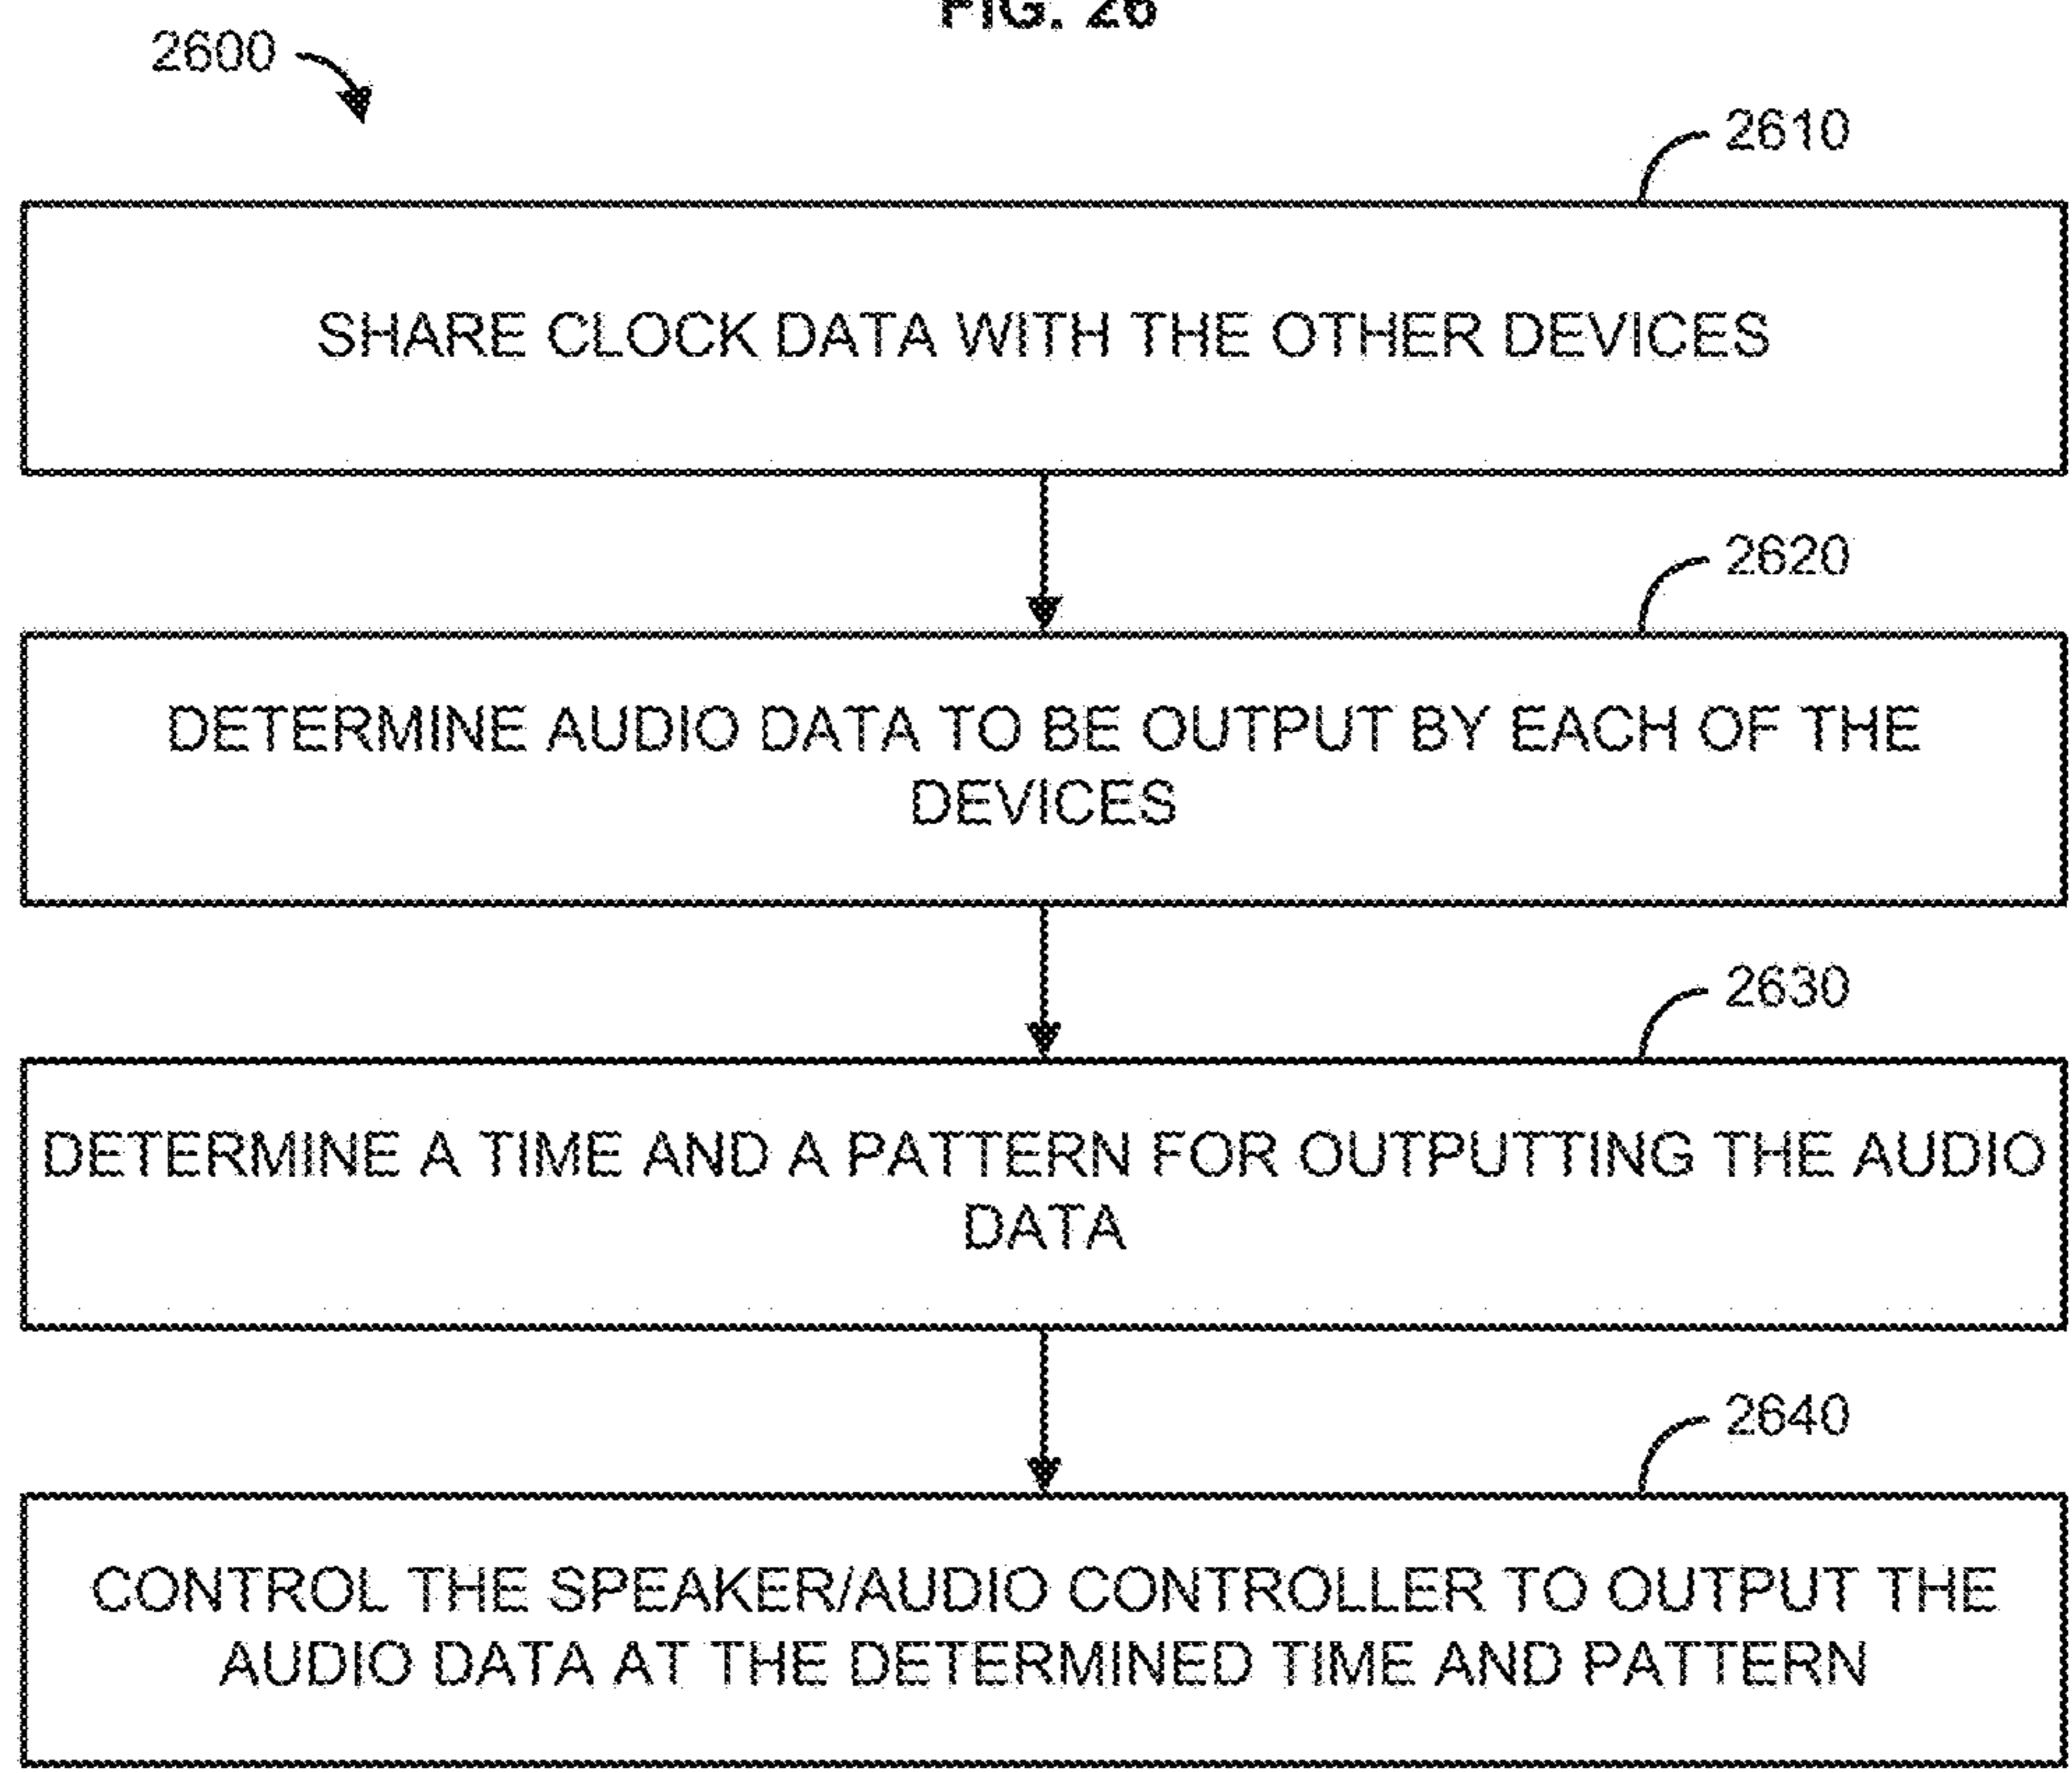 FIG. 26
2600
2610
SHARE CLOCK DATA WITH THE OTHER DEVICES
2620
DETERMINE AUDIO DATA TO BE OUTPUT BY EACH OF THE
DEVICES
2630
DETERMINE A TIME AND A PATTERN FOR OUTPUTTING THE AUDIO
DATA
2640
CONTROL THE SPEAKER/AUDIO CONTROLLER TO OUTPUT THE
AUDIO DATA AT THE DETERMINED TIME AND PATTERN